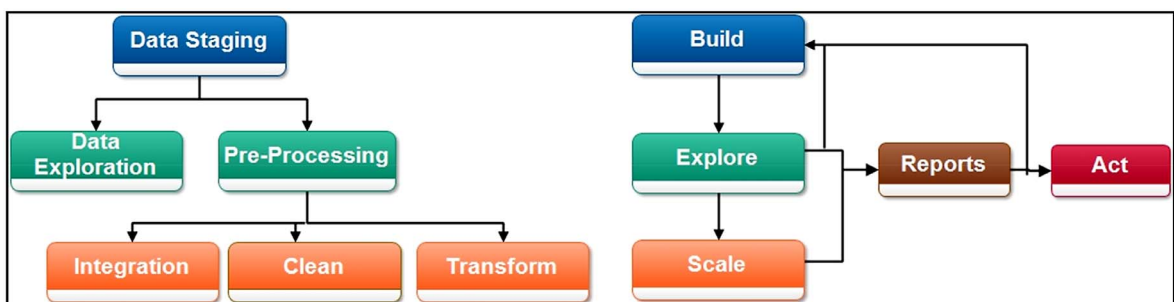 Data Staging
Build
Data
Exploration
Pre-Processing
Explore
Reports
Act
Integration
Clean
Transform
Scale